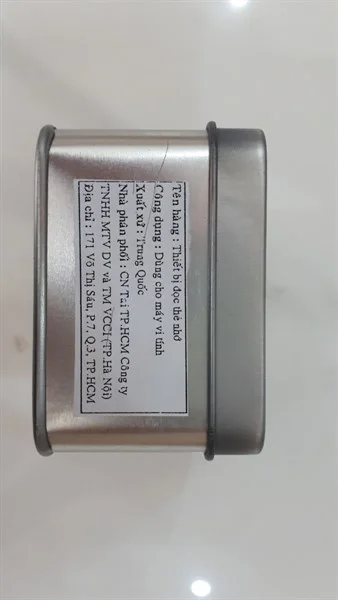 Tên hàng : Thiết bị đọc thẻ nhớ
Công dụng : Dùng cho máy vi tính
Xuất xứ : Trung Quốc
Nhà phân phối : CN Tại TP.HCM Công ty
TNHH MTV DV và TM VCCI (TP.Hà Nội)
Địa chỉ : 171 Võ Thị Sáu, P.7, Q.3, TP.HCM